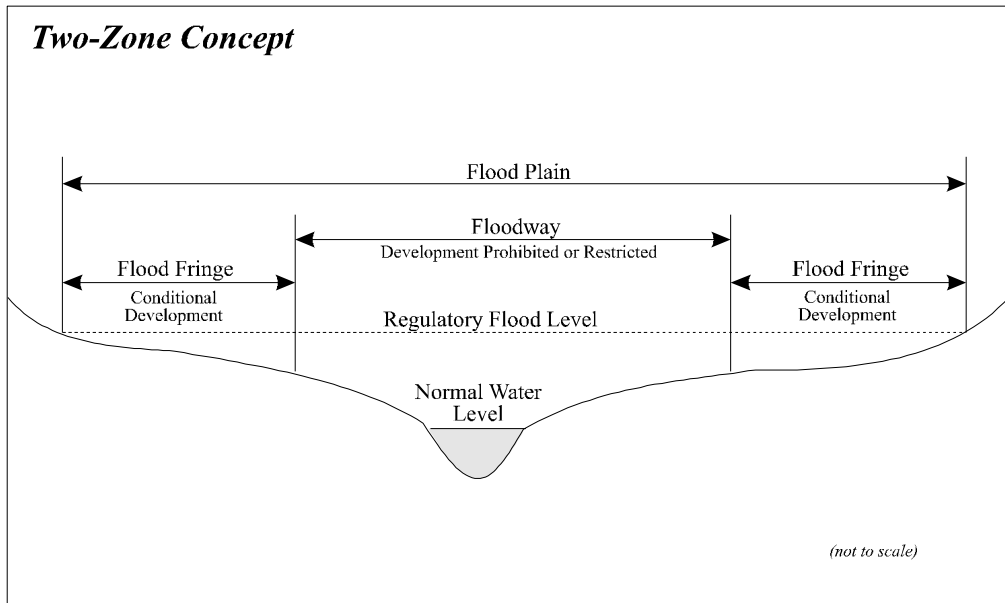 Two-Zone Concept
Flood Plain
Floodway
Development Prohibited or Restricted
Flood Fringe
Conditional
Development
Flood Fringe
Conditional
Development
Regulatory Flood Level
Normal Water
Level
(not to scale)